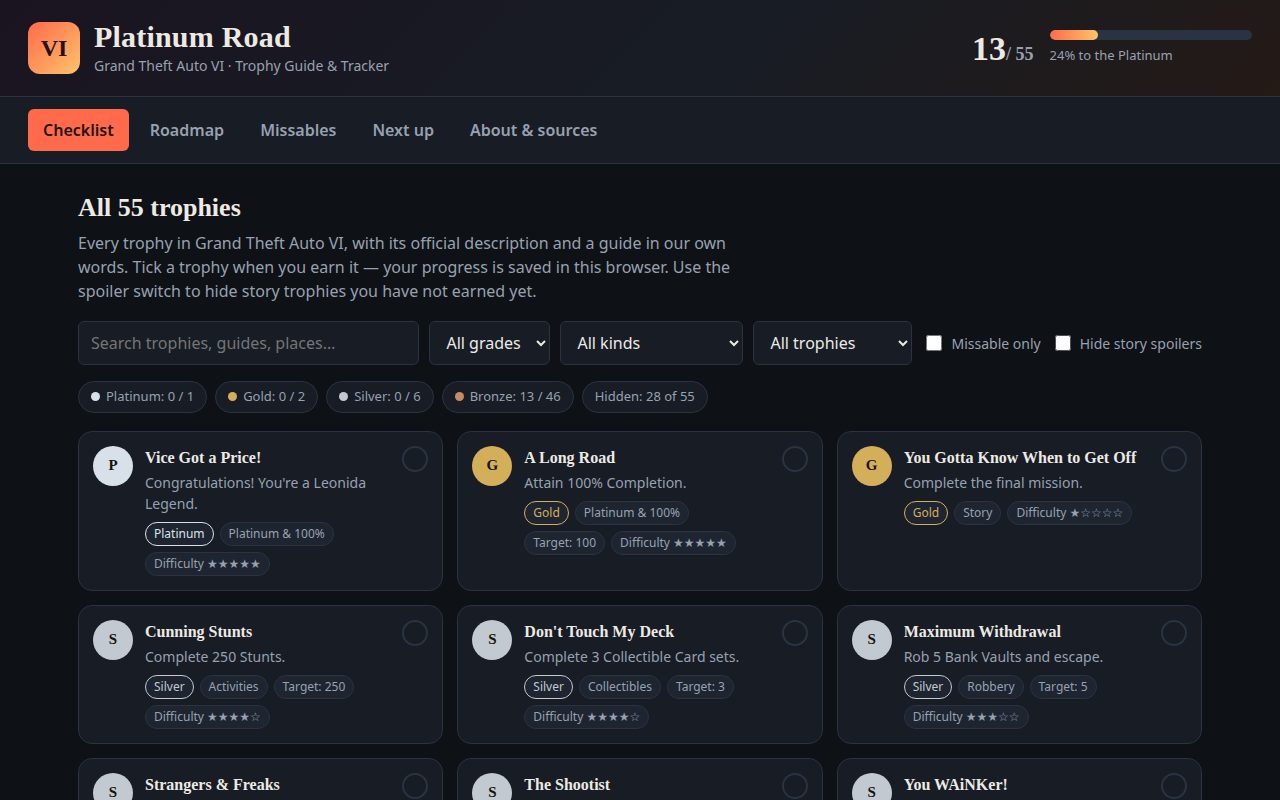 VI
Platinum Road
Grand Theft Auto VI · Trophy Guide & Tracker
13 / 55
24% to the Platinum
Checklist
Roadmap
Missables
Next up
About & sources
All 55 trophies
Every trophy in Grand Theft Auto VI, with its official description and a guide in our own
words. Tick a trophy when you earn it — your progress is saved in this browser. Use the
spoiler switch to hide story trophies you have not earned yet.
Search trophies, guides, places...
All grades
All kinds
All trophies
Missable only
Hide story spoilers
Platinum: 0 / 1
Gold: 0 / 2
Silver: 0 / 6
Bronze: 13 / 46
Hidden: 28 of 55
P
Vice Got a Price!
Congratulations! You're a Leonida
Legend.
Platinum
Platinum & 100%
Difficulty ★★★★★
G
A Long Road
Attain 100% Completion.
Gold
Platinum & 100%
Target: 100
Difficulty ★★★★★
G
You Gotta Know When to Get Off
Complete the final mission.
Gold
Story
Difficulty ★☆☆☆☆
S
Cunning Stunts
Complete 250 Stunts.
Silver
Activities
Target: 250
Difficulty ★★★★☆
S
Don't Touch My Deck
Complete 3 Collectible Card sets.
Silver
Collectibles
Target: 3
Difficulty ★★★★☆
S
Maximum Withdrawal
Rob 5 Bank Vaults and escape.
Silver
Robbery
Target: 5
Difficulty ★★★☆☆
S
Strangers & Freaks
S
The Shootist
S
You WAiNKer!